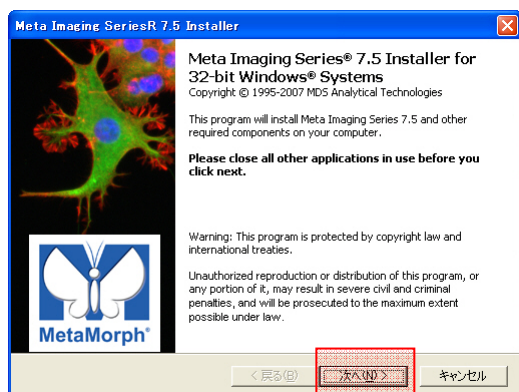 Meta Imaging SeriesR 7.5 Installer
Meta Imaging Series® 7.5 Installer for
32-bit Windows® Systems
Copyright © 1995-2007 MDS Analytical Technologies
This program will install Meta Imaging Series 7.5 and other
required components on your computer.
Please close all other applications in use before you
click next.
Warning: This program is protected by copyright law and
international treaties.
Unauthorized reproduction or distribution of this program, or
any portion of it, may result in severe civil and criminal
penalties, and will be prosecuted to the maximum extent
possible under law.
MetaMorph®
< 戻る(B)
次へ(N) >
キャンセル